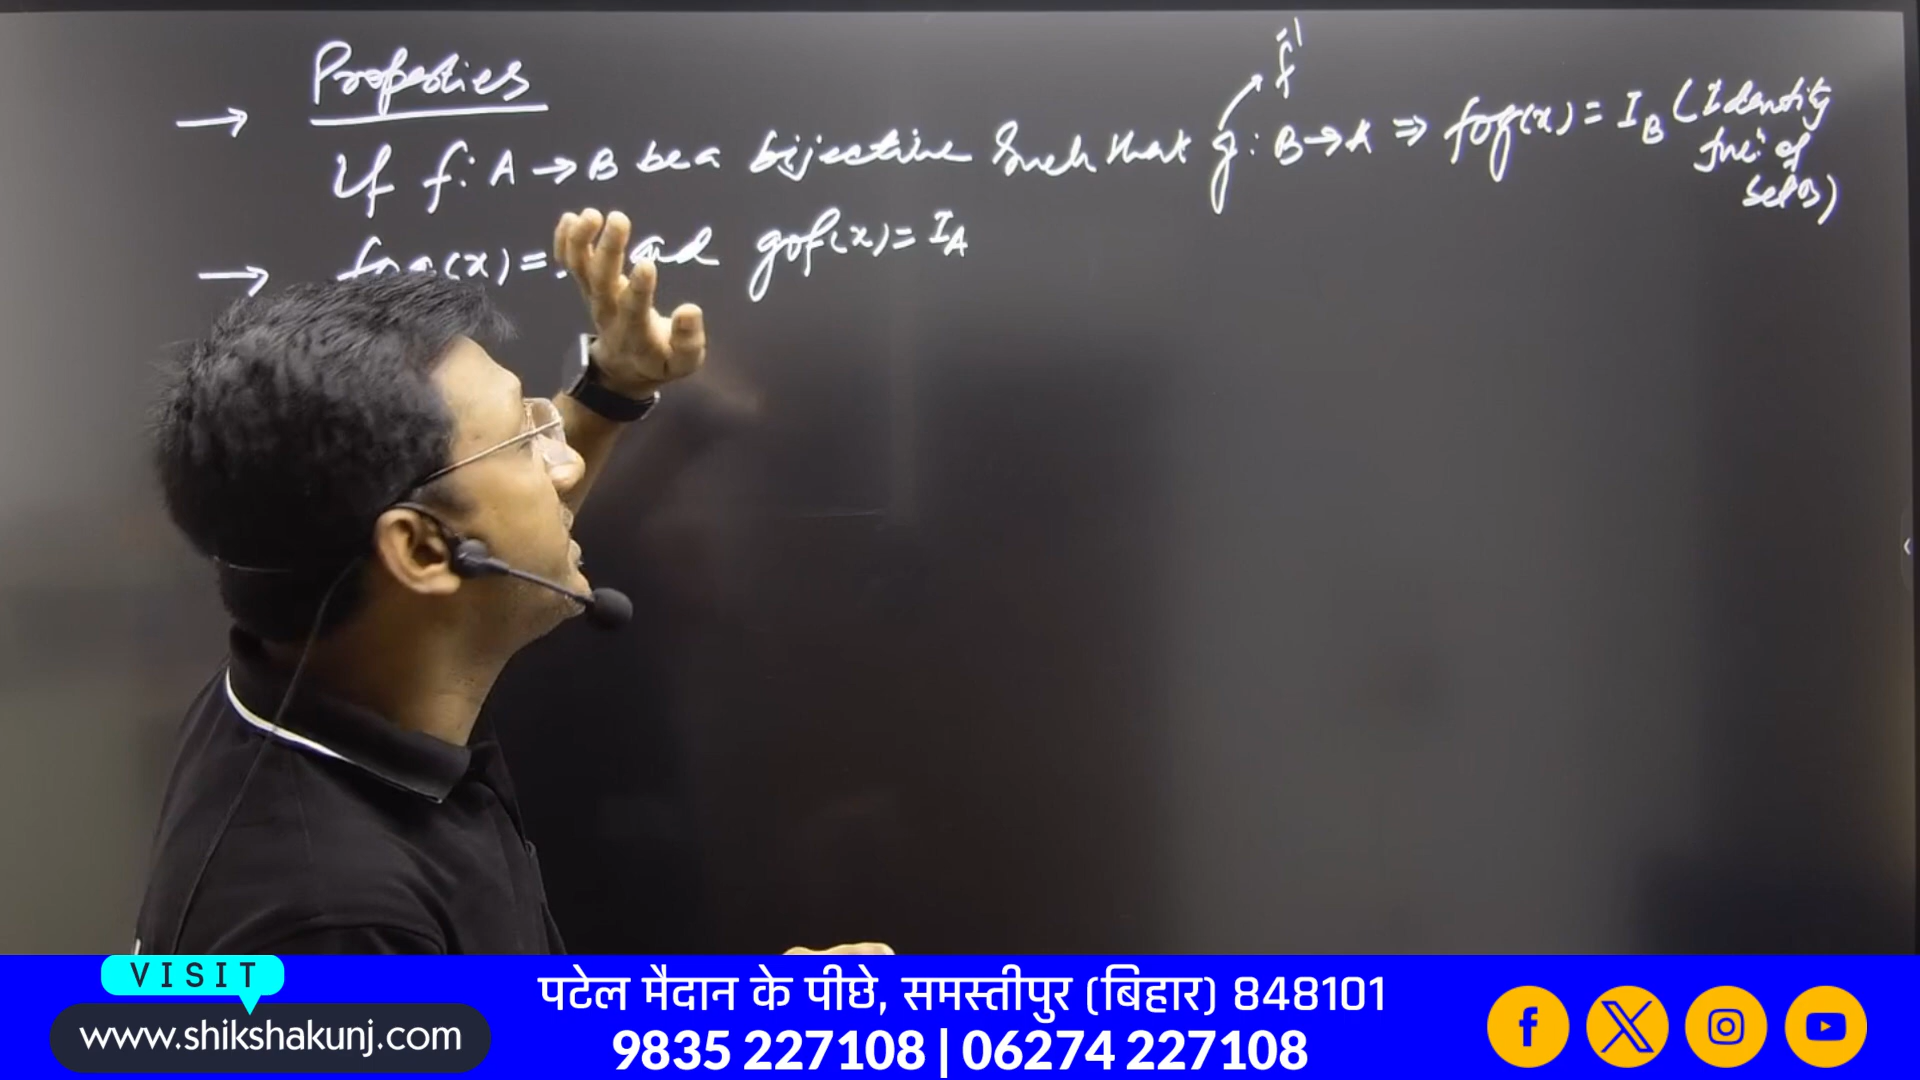 Properties
f⁻¹
→ If f: A → B be a bijective such that g: B → A ⇒ fog(x) = I_B (Identity
func: of
set B)
→ fog(x) = and gof(x) = I_A
VISIT
www.shikshakunj.com
पटेल मैदान के पीछे, समस्तीपुर (बिहार) 848101
9835 227108 | 06274 227108